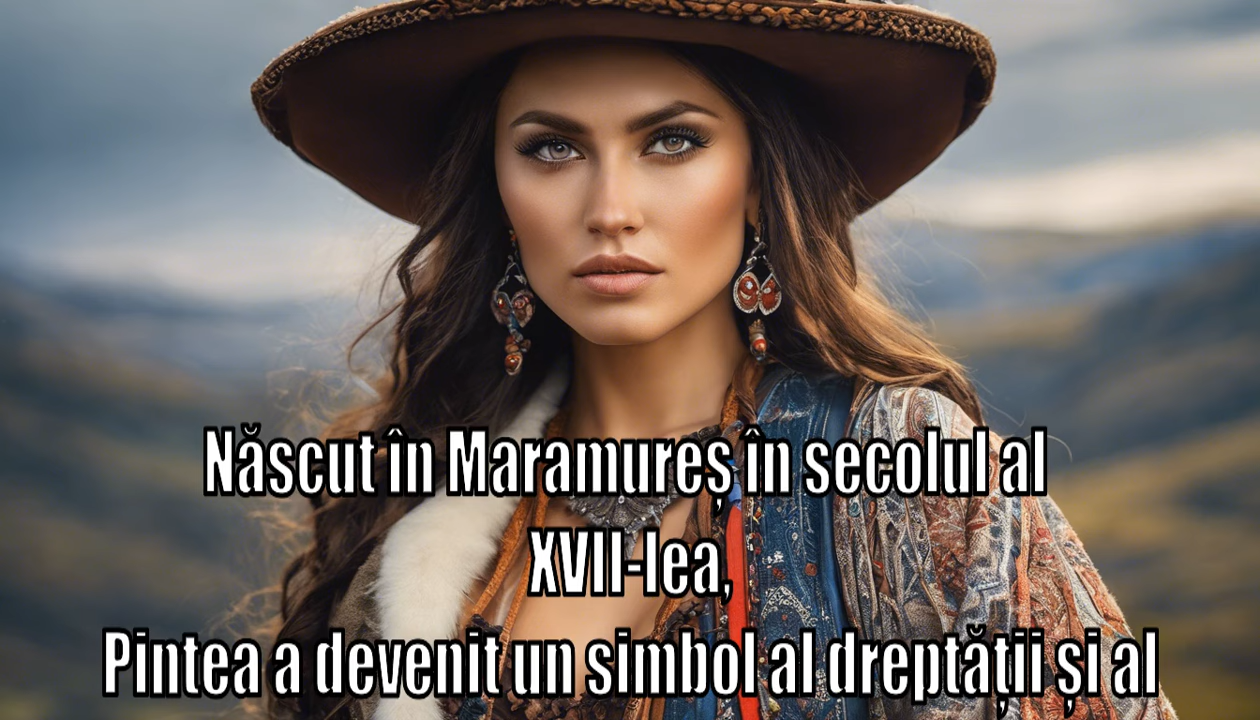 Născut în Maramureș în secolul al
XVII-lea,
Pintea a devenit un simbol al dreptății și al